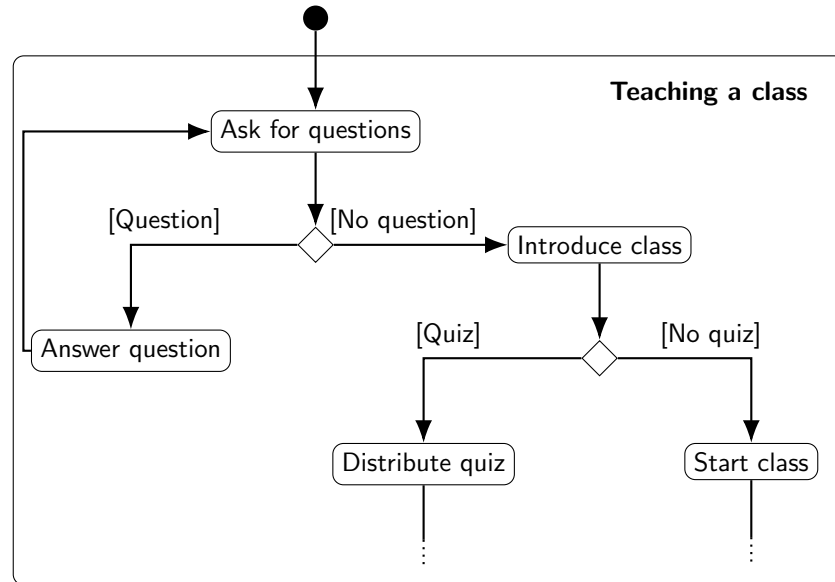 Teaching a class
Ask for questions
[Question]
[No question]
Introduce class
Answer question
[Quiz]
[No quiz]
Distribute quiz
Start class